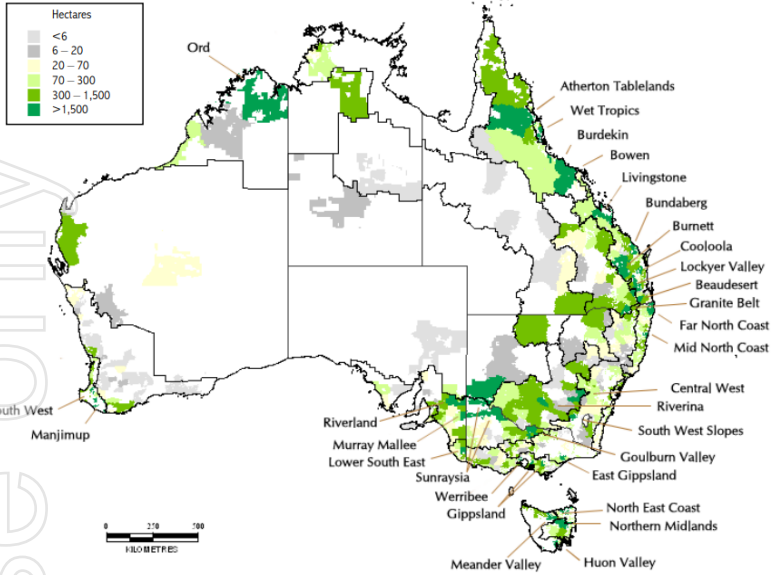 Hectares
<6
6 – 20
20 – 70
70 – 300
300 – 1,500
>1,500
Ord
Atherton Tablelands
Wet Tropics
Burdekin
Bowen
Livingstone
Bundaberg
Burnett
Cooloola
Lockyer Valley
Beaudesert
Granite Belt
Far North Coast
Mid North Coast
Central West
outh West
Riverina
Manjimup
Riverland
South West Slopes
Murray Mallee
Goulburn Valley
Lower South East
East Gippsland
Sunraysia
Werribee
Gippsland
North East Coast
Northern Midlands
Meander Valley
Huon Valley
0 250 500
KILOMETRES